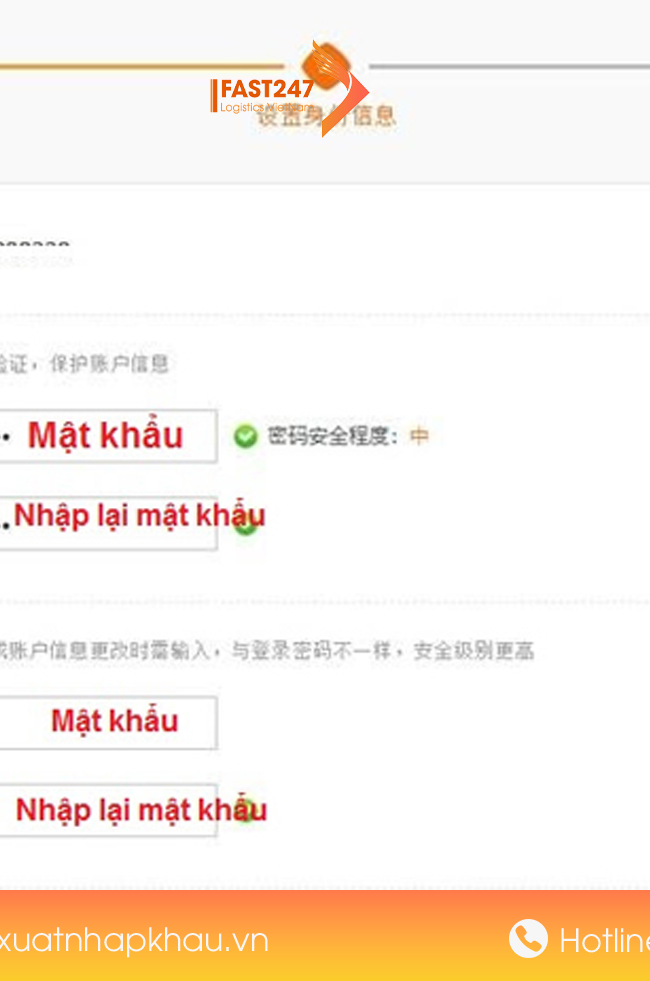 FAST247
Logistics VietNam
设置身份信息
验证，保护账户信息
Mật khẩu
密码安全程度：中
Nhập lại mật khẩu
或账户信息更改时需输入，与登录密码不一样，安全级别更高
Mật khẩu
Nhập lại mật khẩu
xuatnhapkhau.vn
Hotline